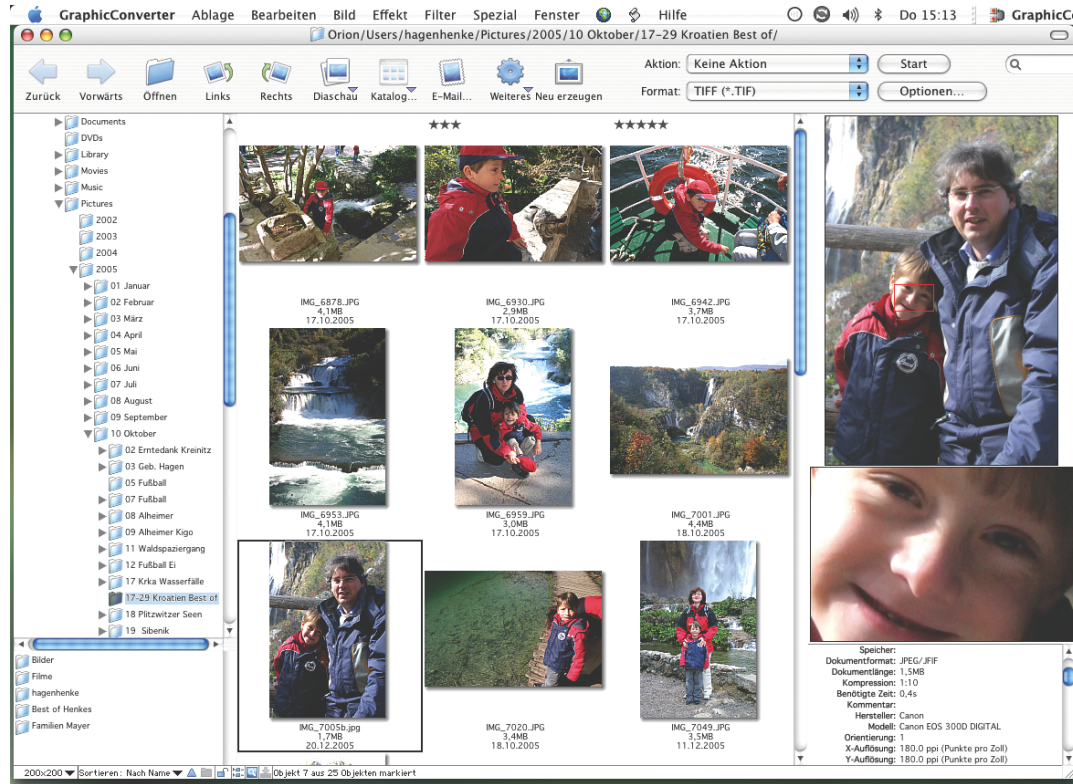 GraphicConverter Ablage Bearbeiten Bild Effekt Filter Spezial Fenster Hilfe Do 15:13 GraphicCo
Orion/Users/hagenhenke/Pictures/2005/10 Oktober/17-29 Kroatien Best of/
Aktion: Keine Aktion Start
Zurück Vorwärts Öffnen Links Rechts Diaschau Katalog... E-Mail... Weiteres Neu erzeugen
Format: TIFF (*.TIF) Optionen...
Documents
DVDs
Library
Movies
Music
Pictures
2002
2003
2004
2005
01 Januar
02 Februar
03 März
04 April
05 Mai
06 Juni
07 Juli
08 August
09 September
10 Oktober
02 Erntedank Kreinitz
03 Geb. Hagen
05 Fußball
07 Fußball
08 Alheimer
09 Alheimer Kigo
11 Waldspaziergang
12 Fußball Ei
17 Krka Wasserfälle
17-29 Kroatien Best of
18 Plitzwitzer Seen
19 Sibenik
Bilder
Filme
hagenhenke
Best of Henkes
Familien Mayer
★★★ ★★★★★
IMG_6878.JPG
4,1MB
17.10.2005
IMG_6930.JPG
2,9MB
17.10.2005
IMG_6942.JPG
3,7MB
17.10.2005
IMG_6953.JPG
4,1MB
17.10.2005
IMG_6959.JPG
3,0MB
17.10.2005
IMG_7001.JPG
4,4MB
18.10.2005
IMG_7005b.jpg
1,7MB
20.12.2005
IMG_7020.JPG
3,4MB
18.10.2005
IMG_7049.JPG
3,5MB
11.12.2005
Speicher:
Dokumentformat: JPEG/JFIF
Dokumentlänge: 1,5MB
Kompression: 1:10
Benötigte Zeit: 0,4s
Kommentar:
Hersteller: Canon
Modell: Canon EOS 300D DIGITAL
Orientierung: 1
X-Auflösung: 180.0 ppi (Punkte pro Zoll)
Y-Auflösung: 180.0 ppi (Punkte pro Zoll)
200×200 Sortieren: Nach Name Objekt 7 aus 25 Objekten markiert